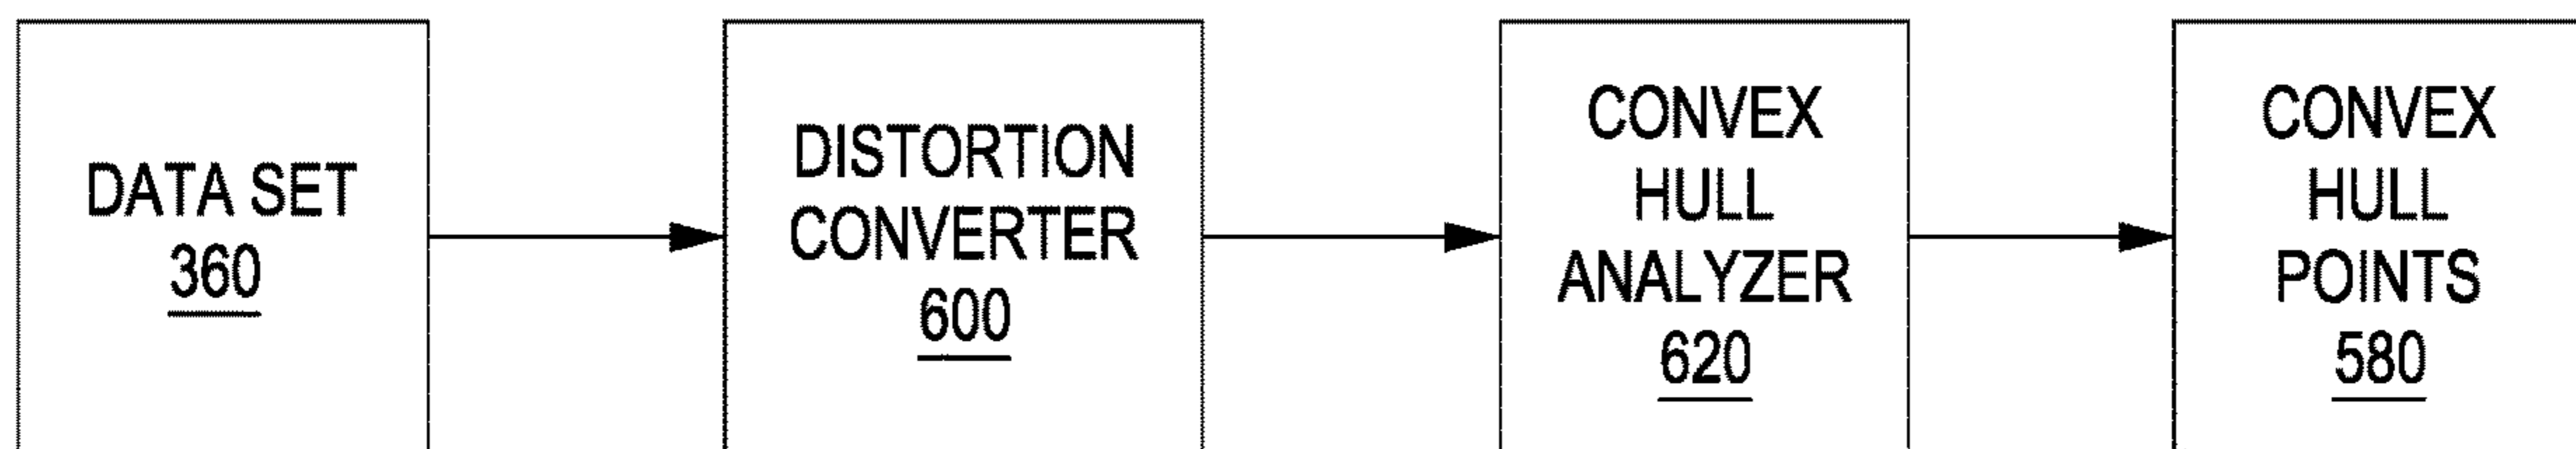 DATA SET
360
DISTORTION
CONVERTER
600
CONVEX
HULL
ANALYZER
620
CONVEX
HULL
POINTS
580